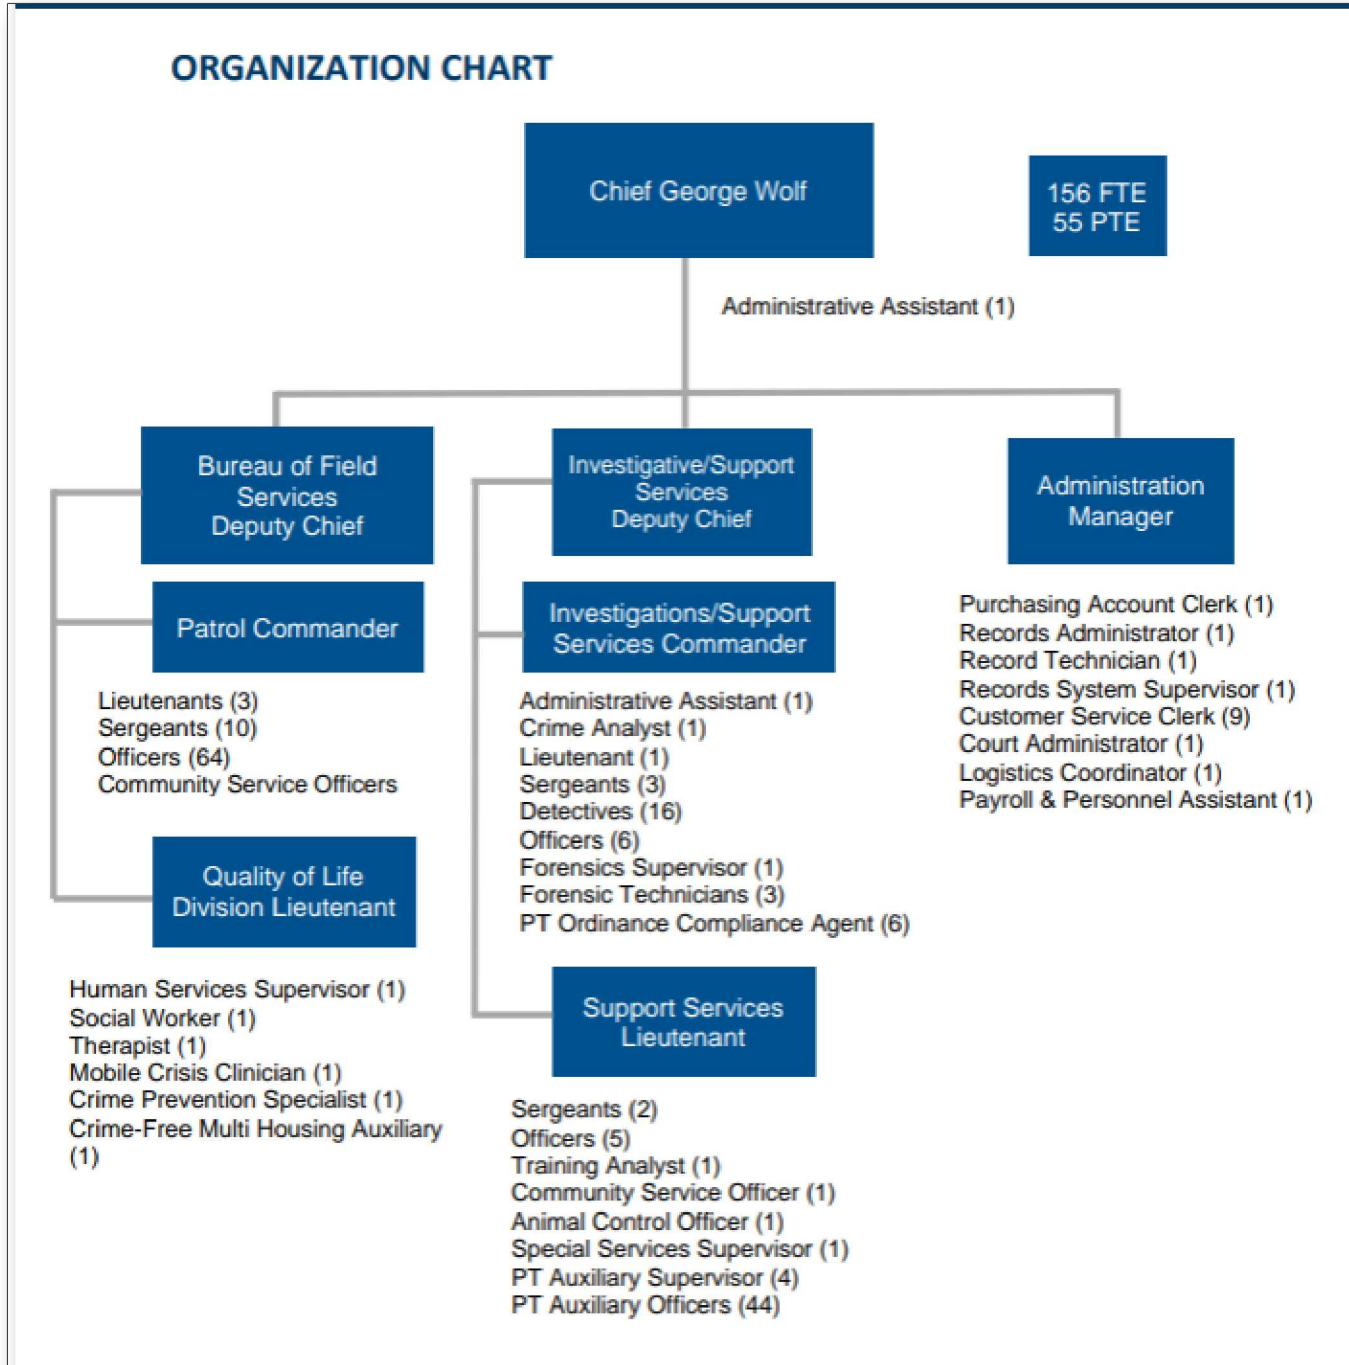 ORGANIZATION CHART
Chief George Wolf
156 FTE
55 PTE
Administrative Assistant (1)
Bureau of Field
Services
Deputy Chief
Patrol Commander
Lieutenants (3)
Sergeants (10)
Officers (64)
Community Service Officers
Quality of Life
Division Lieutenant
Human Services Supervisor (1)
Social Worker (1)
Therapist (1)
Mobile Crisis Clinician (1)
Crime Prevention Specialist (1)
Crime-Free Multi Housing Auxiliary
(1)
Investigative/Support
Services
Deputy Chief
Investigations/Support
Services Commander
Administrative Assistant (1)
Crime Analyst (1)
Lieutenant (1)
Sergeants (3)
Detectives (16)
Officers (6)
Forensics Supervisor (1)
Forensic Technicians (3)
PT Ordinance Compliance Agent (6)
Support Services
Lieutenant
Sergeants (2)
Officers (5)
Training Analyst (1)
Community Service Officer (1)
Animal Control Officer (1)
Special Services Supervisor (1)
PT Auxiliary Supervisor (4)
PT Auxiliary Officers (44)
Administration
Manager
Purchasing Account Clerk (1)
Records Administrator (1)
Record Technician (1)
Records System Supervisor (1)
Customer Service Clerk (9)
Court Administrator (1)
Logistics Coordinator (1)
Payroll & Personnel Assistant (1)